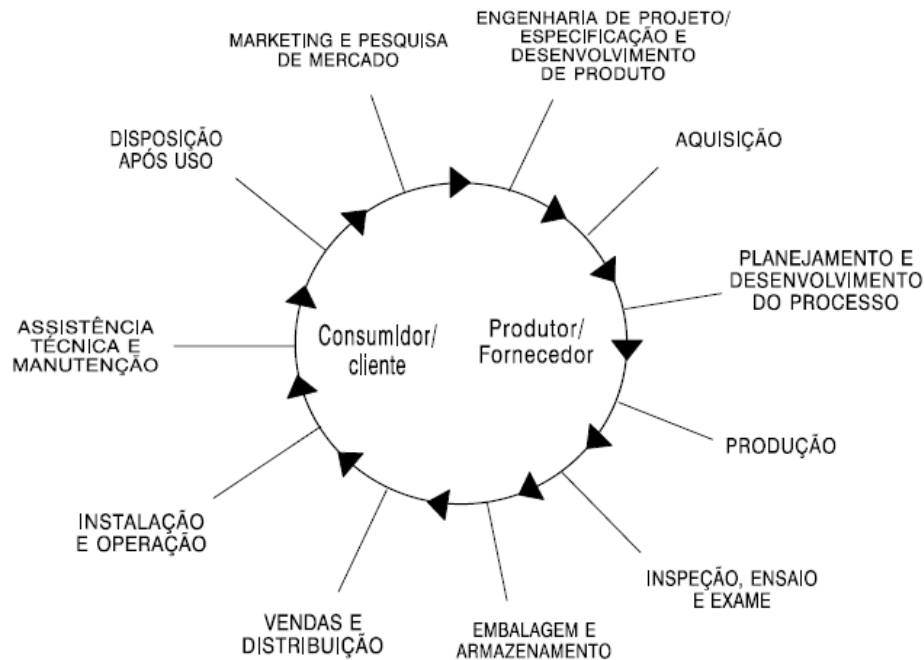 MARKETING E PESQUISA
DE MERCADO
ENGENHARIA DE PROJETO/
ESPECIFICAÇÃO E
DESENVOLVIMENTO
DE PRODUTO
AQUISIÇÃO
PLANEJAMENTO E
DESENVOLVIMENTO
DO PROCESSO
PRODUÇÃO
INSPEÇÃO, ENSAIO
E EXAME
EMBALAGEM E
ARMAZENAMENTO
VENDAS E
DISTRIBUIÇÃO
INSTALAÇÃO
E OPERAÇÃO
ASSISTÊNCIA
TÉCNICA E
MANUTENÇÃO
DISPOSIÇÃO
APÓS USO
Consumidor/
cliente
Produtor/
Fornecedor